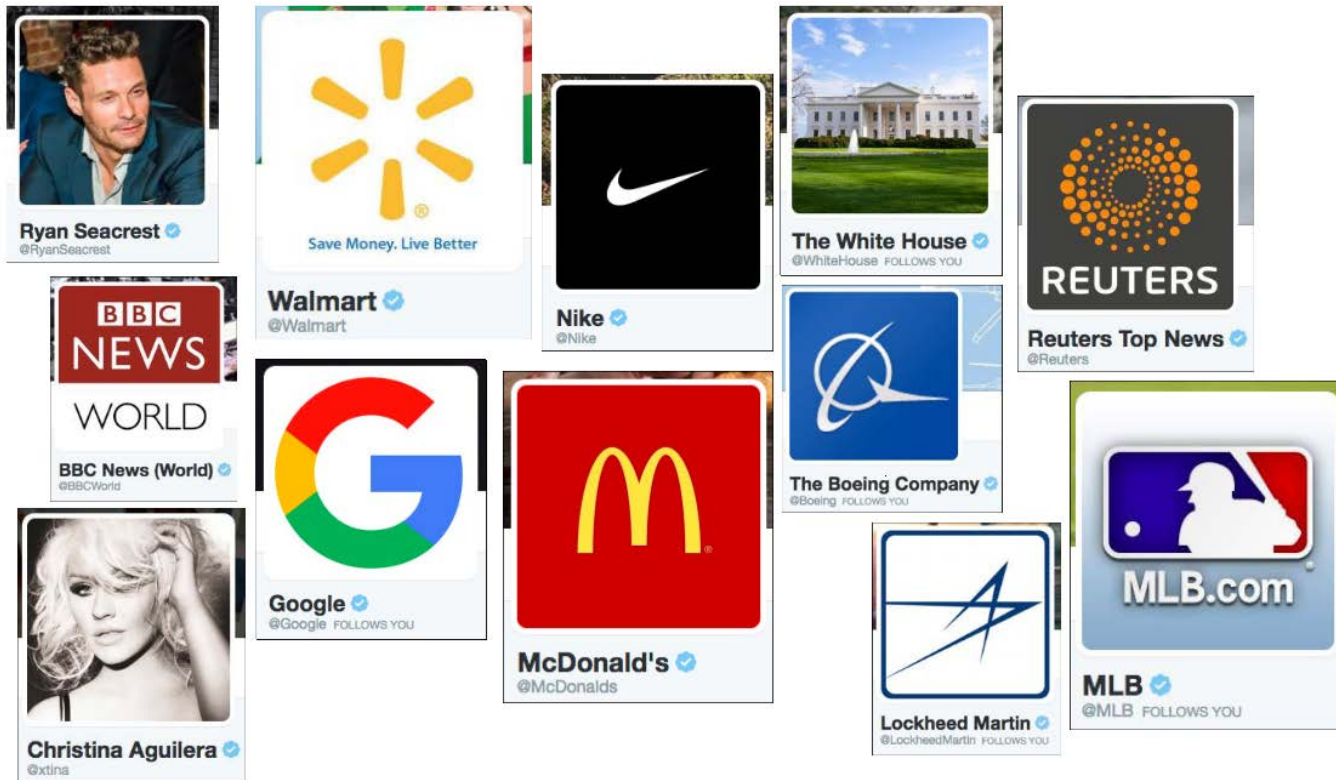 Ryan Seacrest
@RyanSeacrest
®
Save Money. Live Better
Walmart
@Walmart
Nike
@Nike
The White House
@WhiteHouse FOLLOWS YOU
REUTERS
Reuters Top News
@Reuters
BBC
NEWS
WORLD
BBC News (World)
@BBCWorld
Google
@Google FOLLOWS YOU
®
McDonald's
@McDonalds
The Boeing Company
@Boeing FOLLOWS YOU
MLB.com
MLB
@MLB FOLLOWS YOU
Christina Aguilera
@xtina
Lockheed Martin
@LockheedMartin FOLLOWS YOU